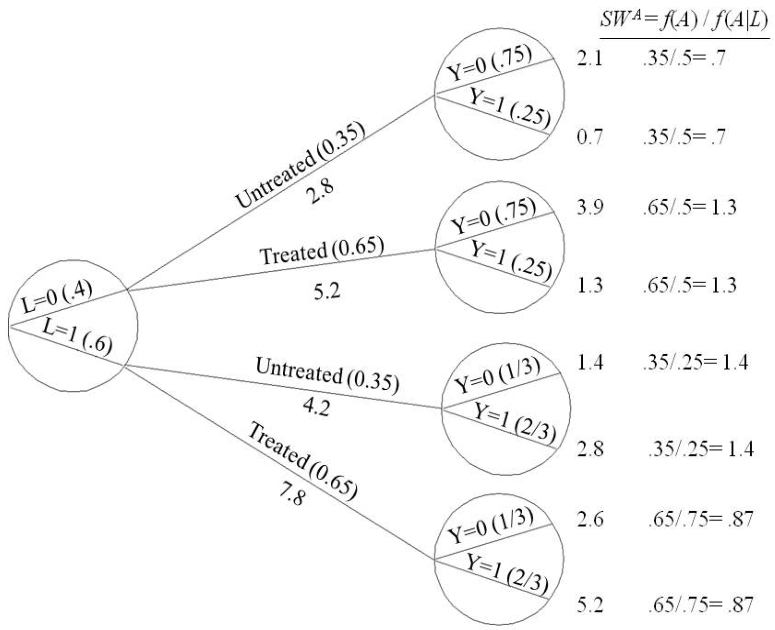 SW^A = f(A) / f(A|L)
Y=0 (.75) 2.1 .35/.5= .7
Y=1 (.25) 0.7 .35/.5= .7
Untreated (0.35)
2.8
Y=0 (.75) 3.9 .65/.5= 1.3
Treated (0.65)
5.2
Y=1 (.25) 1.3 .65/.5= 1.3
L=0 (.4)
L=1 (.6)
Untreated (0.35)
4.2
Y=0 (1/3) 1.4 .35/.25= 1.4
Y=1 (2/3) 2.8 .35/.25= 1.4
Treated (0.65)
7.8
Y=0 (1/3) 2.6 .65/.75= .87
Y=1 (2/3) 5.2 .65/.75= .87